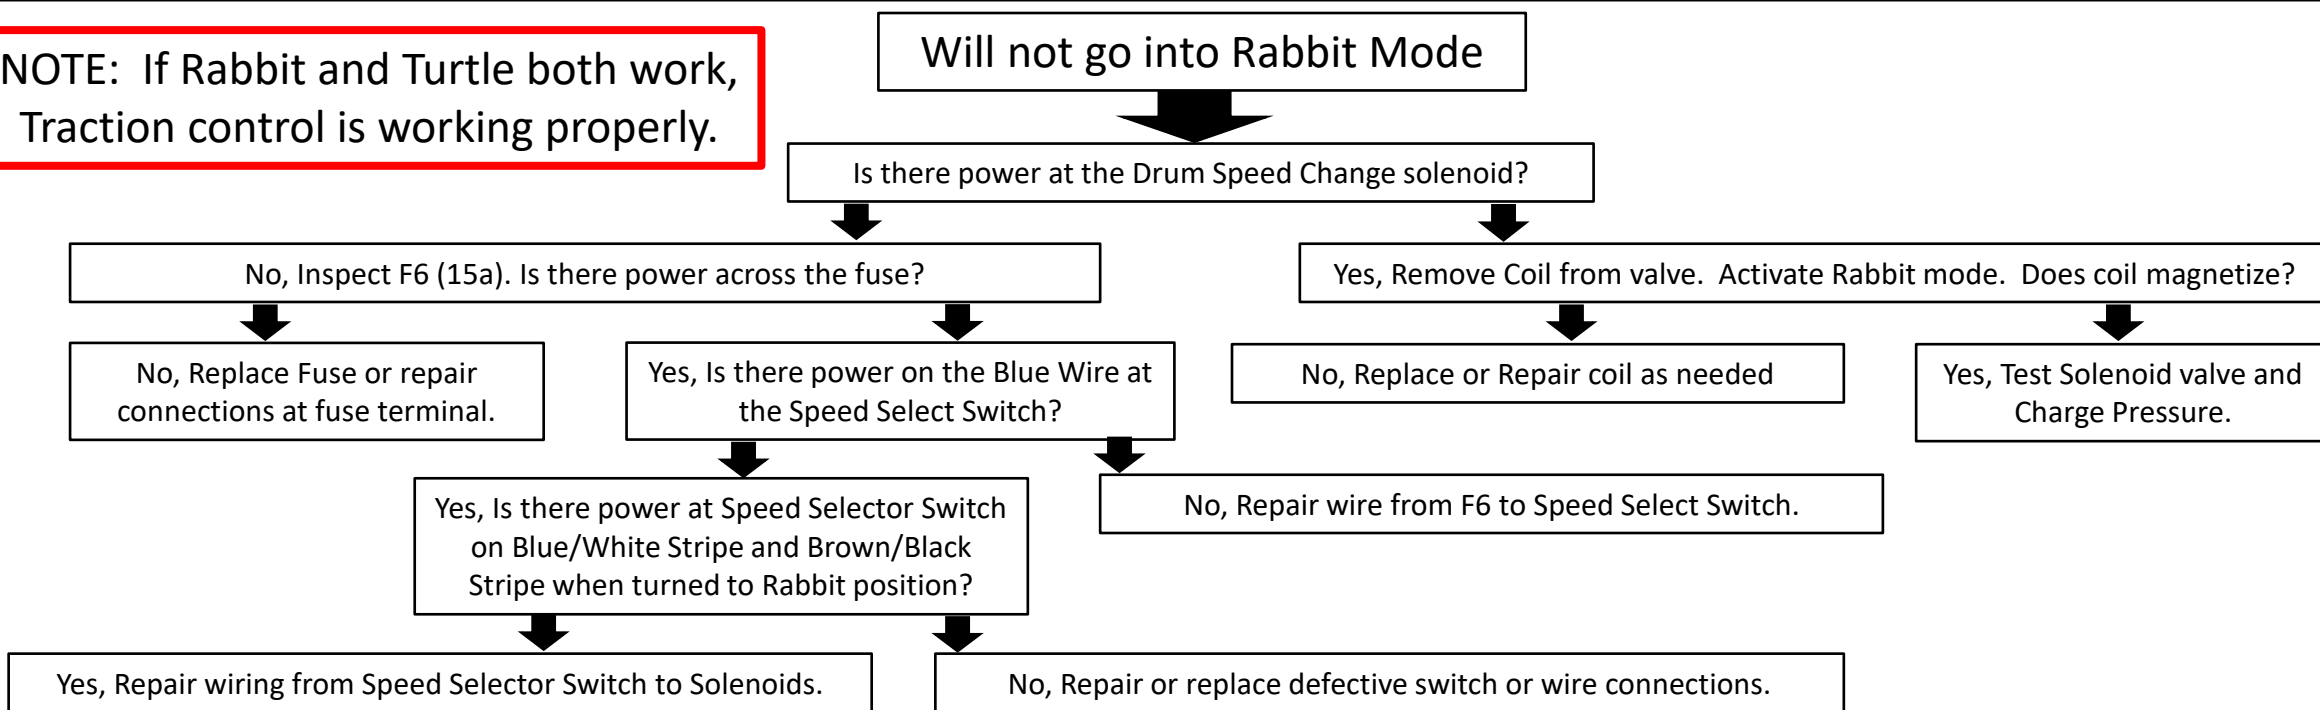 NOTE: If Rabbit and Turtle both work,
Traction control is working properly.
Will not go into Rabbit Mode
Is there power at the Drum Speed Change solenoid?
No, Inspect F6 (15a). Is there power across the fuse?
Yes, Remove Coil from valve. Activate Rabbit mode. Does coil magnetize?
No, Replace Fuse or repair
connections at fuse terminal.
Yes, Is there power on the Blue Wire at
the Speed Select Switch?
No, Replace or Repair coil as needed
Yes, Test Solenoid valve and
Charge Pressure.
Yes, Is there power at Speed Selector Switch
on Blue/White Stripe and Brown/Black
Stripe when turned to Rabbit position?
No, Repair wire from F6 to Speed Select Switch.
Yes, Repair wiring from Speed Selector Switch to Solenoids.
No, Repair or replace defective switch or wire connections.